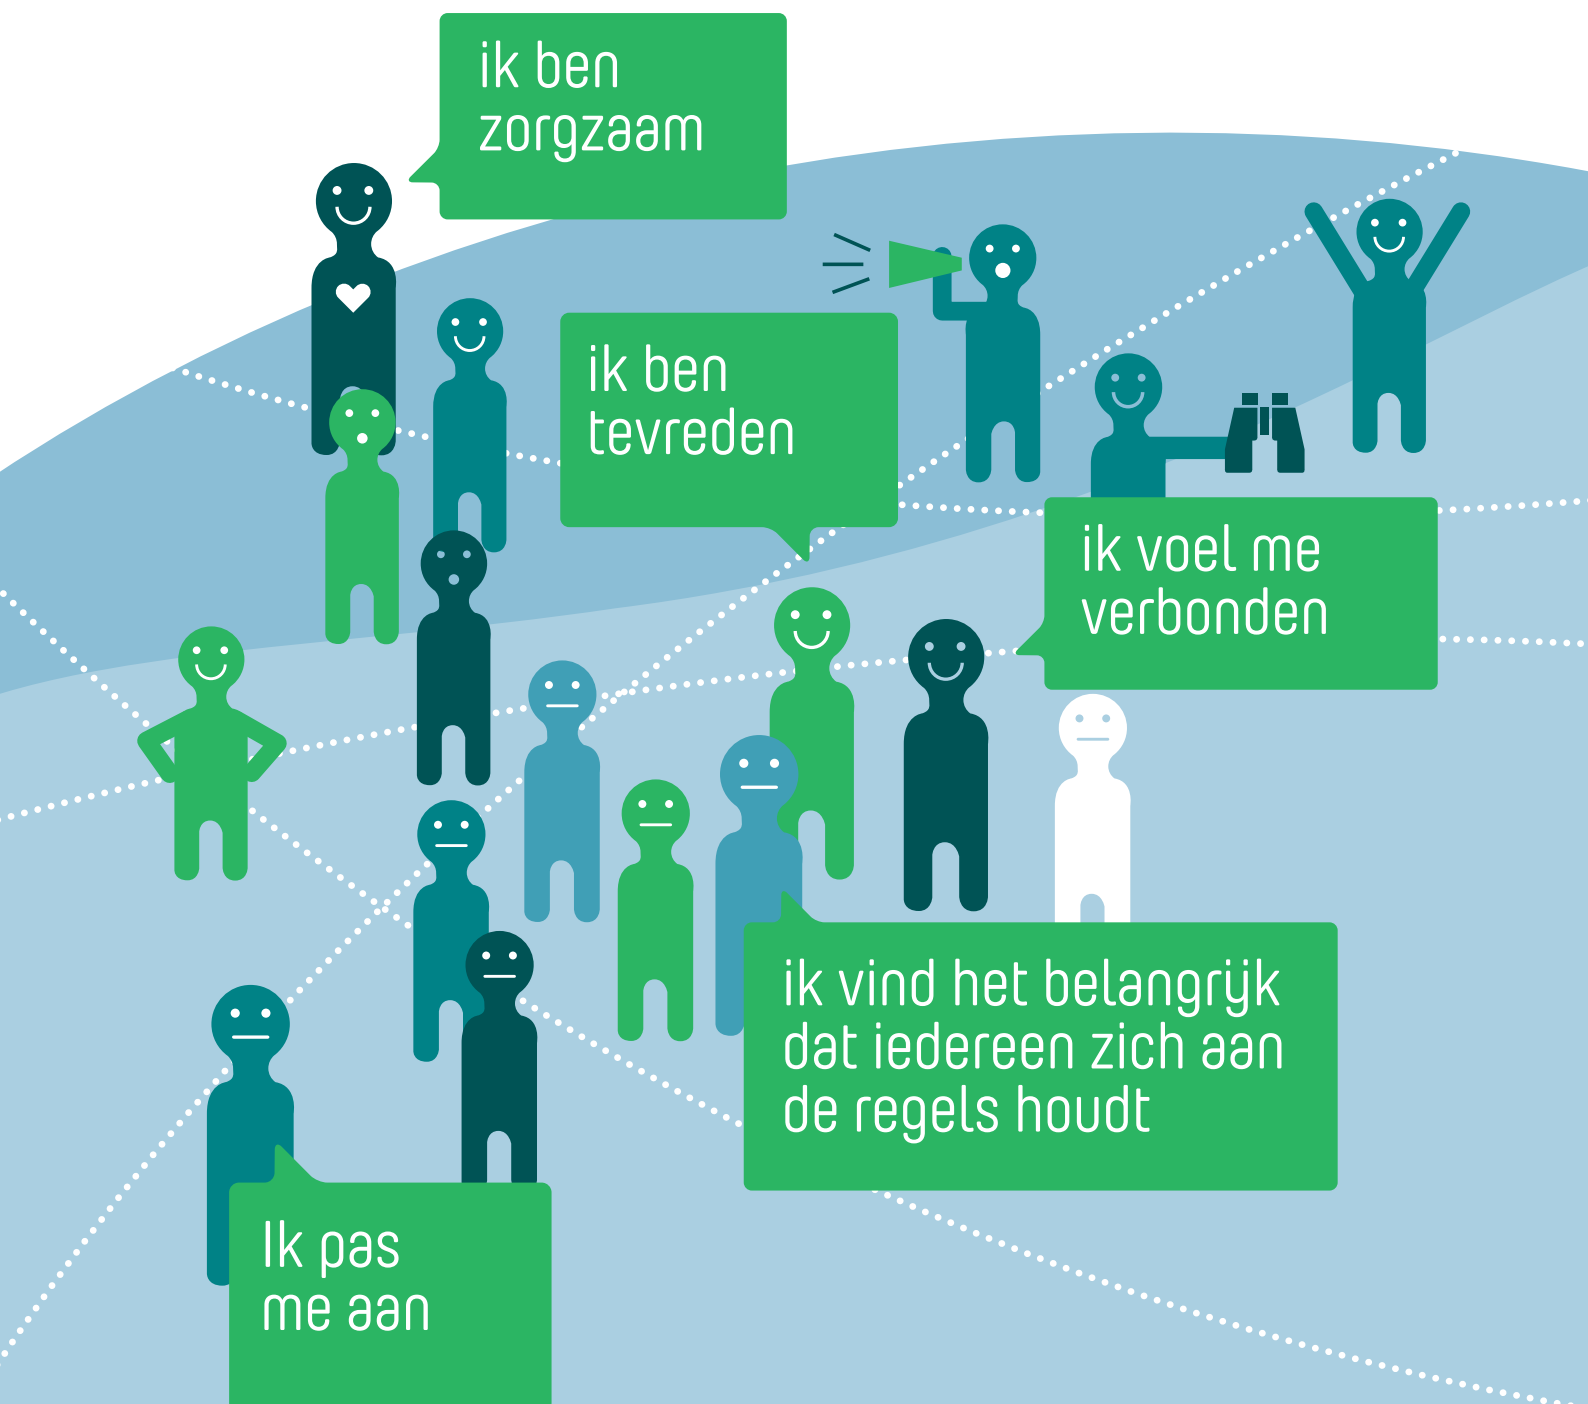 ik ben
zorgzaam
ik ben
tevreden
ik voel me
verbonden
ik vind het belangrijk
dat iedereen zich aan
de regels houdt
Ik pas
me aan